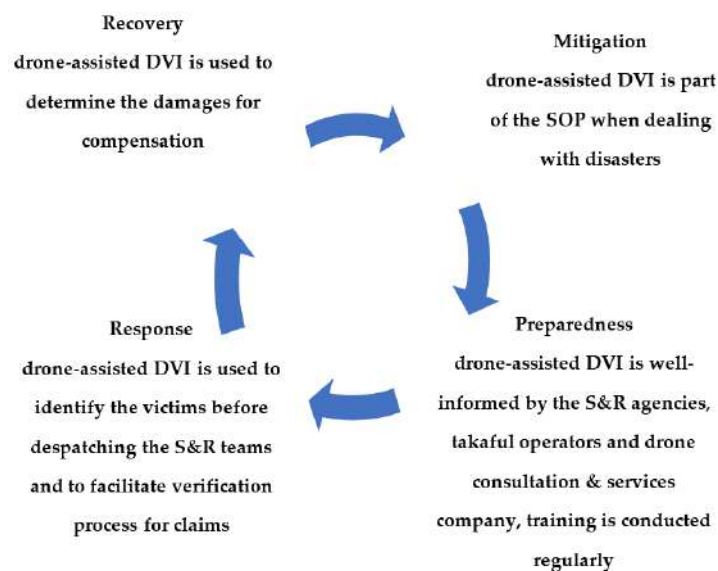 Recovery
drone-assisted DVI is used to
determine the damages for
compensation
Mitigation
drone-assisted DVI is part
of the SOP when dealing
with disasters
Preparedness
drone-assisted DVI is well-
informed by the S&R agencies,
takaful operators and drone
consultation & services
company, training is conducted
regularly
Response
drone-assisted DVI is used to
identify the victims before
despatching the S&R teams
and to facilitate verification
process for claims